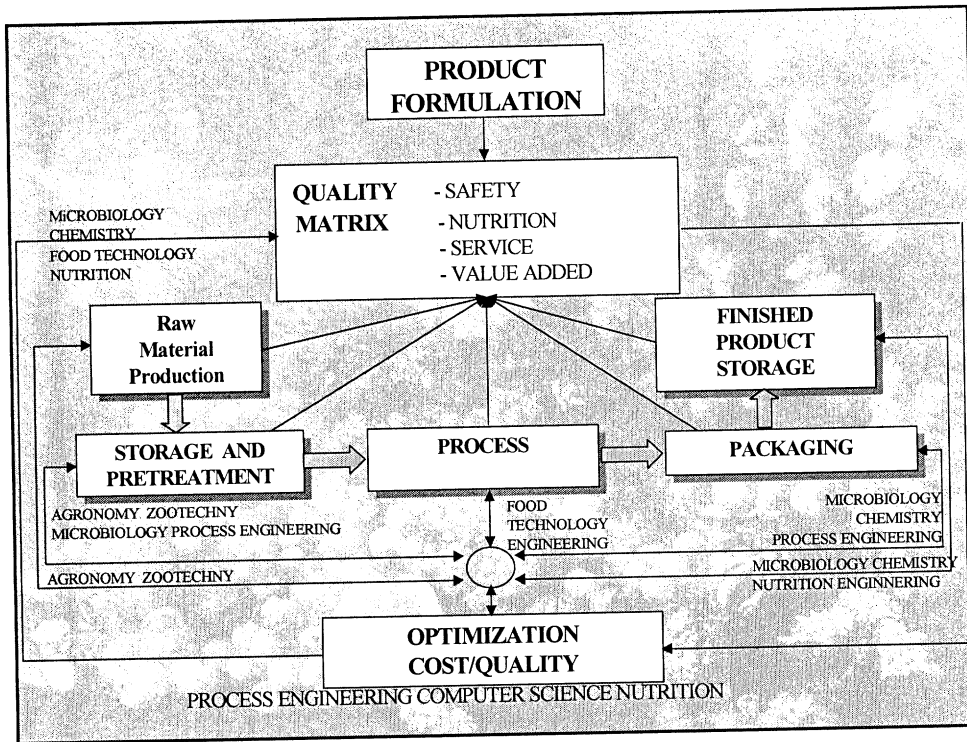 PRODUCT
FORMULATION
QUALITY - SAFETY
MATRIX - NUTRITION
- SERVICE
- VALUE ADDED
MiCROBIOLOGY
CHEMISTRY
FOOD TECHNOLOGY
NUTRITION
Raw
Material
Production
FINISHED
PRODUCT
STORAGE
STORAGE AND
PRETREATMENT
PROCESS
PACKAGING
AGRONOMY ZOOTECHNY
MICROBIOLOGY PROCESS ENGINEERING
FOOD
TECHNOLOGY
ENGINEERING
MICROBIOLOGY
CHEMISTRY
PROCESS ENGINEERING
AGRONOMY ZOOTECHNY
MICROBIOLOGY CHEMISTRY
NUTRITION ENGINNERING
OPTIMIZATION
COST/QUALITY
PROCESS ENGINEERING COMPUTER SCIENCE NUTRITION